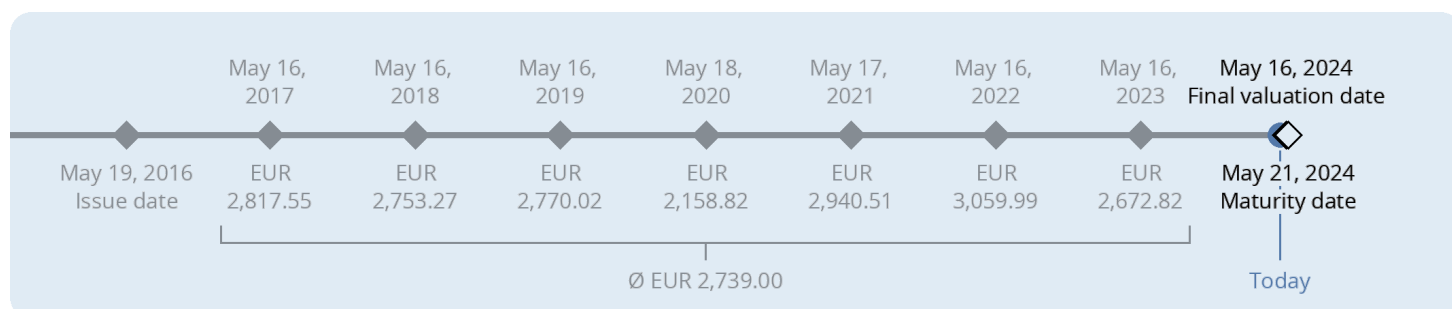 May 16,
2017
May 16,
2018
May 16,
2019
May 18,
2020
May 17,
2021
May 16,
2022
May 16,
2023
May 16, 2024
Final valuation date
May 19, 2016
Issue date
EUR
2,817.55
EUR
2,753.27
EUR
2,770.02
EUR
2,158.82
EUR
2,940.51
EUR
3,059.99
EUR
2,672.82
May 21, 2024
Maturity date
Ø EUR 2,739.00
Today